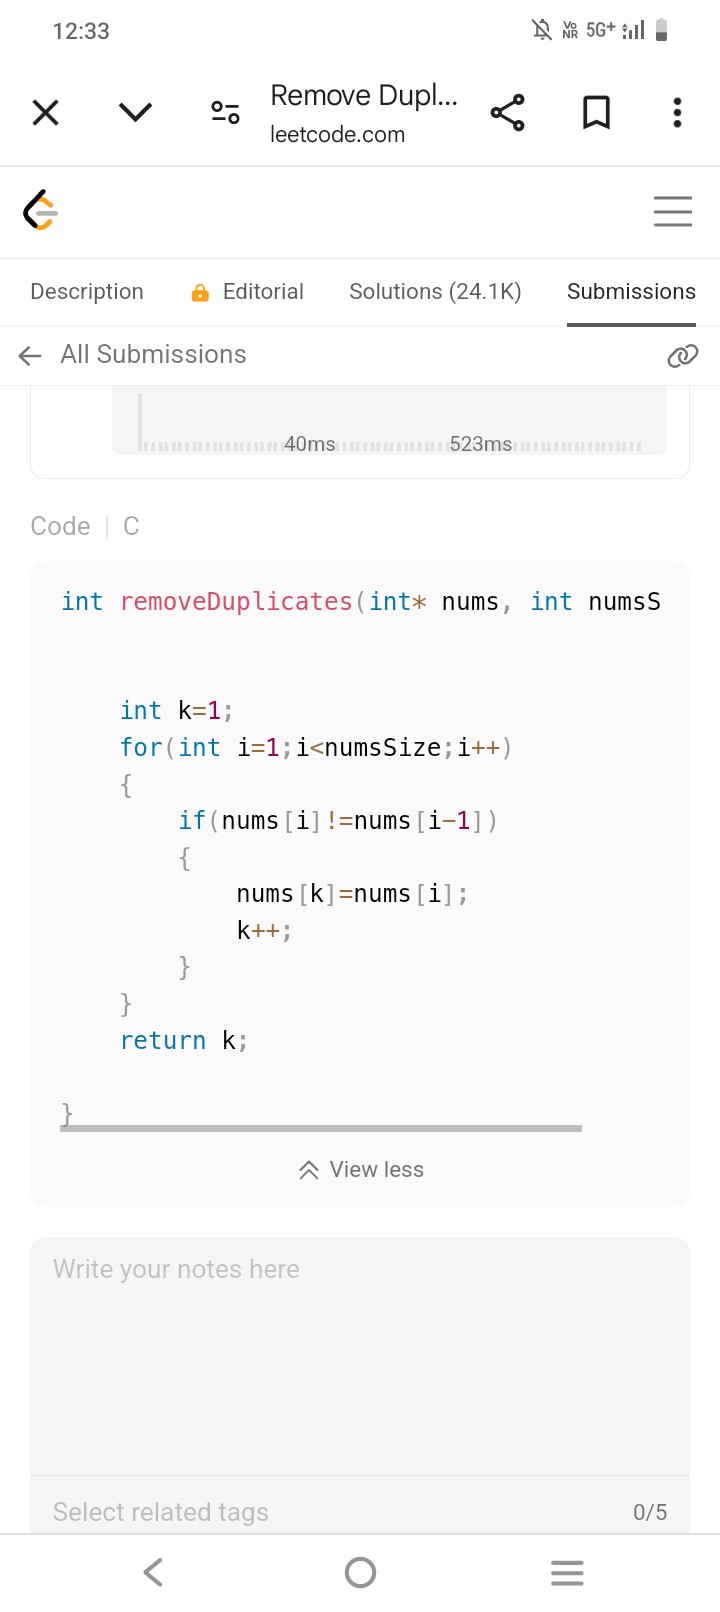 12:33
Vo
NR
5G+
Remove Dupl...
leetcode.com
Description Editorial Solutions (24.1K) Submissions
All Submissions
40ms 523ms
Code | C
int removeDuplicates(int* nums, int numsS
    int k=1;
    for(int i=1;i<numsSize;i++)
    {
        if(nums[i]!=nums[i-1])
        {
            nums[k]=nums[i];
            k++;
        }
    }
    return k;
}
View less
Write your notes here
Select related tags 0/5